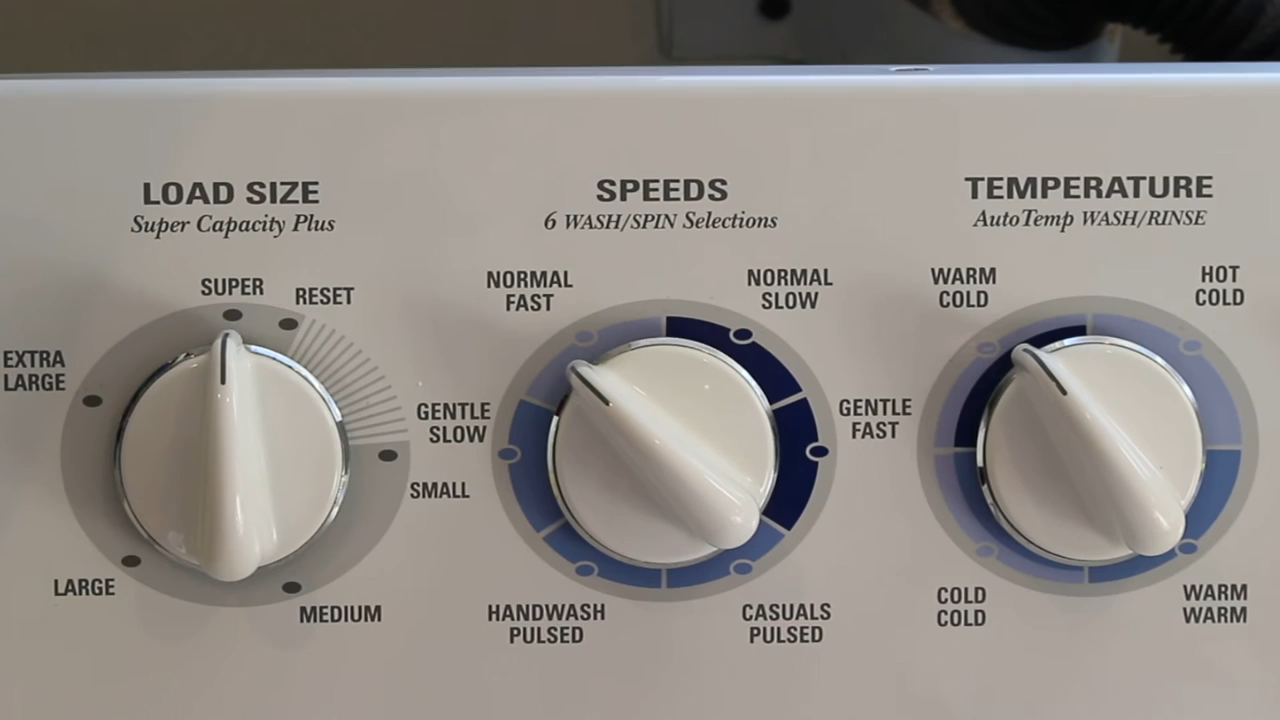 LOAD SIZE
Super Capacity Plus
SUPER
RESET
EXTRA
LARGE
SMALL
LARGE
MEDIUM
SPEEDS
6 WASH/SPIN Selections
NORMAL
FAST
NORMAL
SLOW
GENTLE
SLOW
GENTLE
FAST
HANDWASH
PULSED
CASUALS
PULSED
TEMPERATURE
AutoTemp WASH/RINSE
WARM
COLD
HOT
COLD
COLD
COLD
WARM
WARM